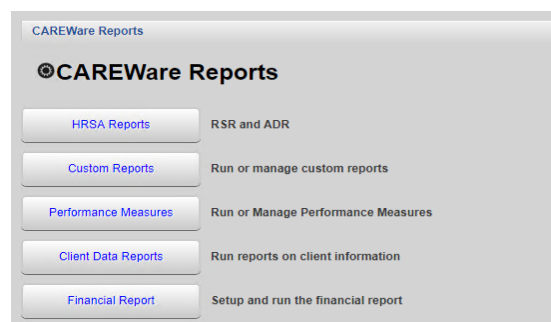 CAREWare Reports
CAREWare Reports
HRSA Reports RSR and ADR
Custom Reports Run or manage custom reports
Performance Measures Run or Manage Performance Measures
Client Data Reports Run reports on client information
Financial Report Setup and run the financial report